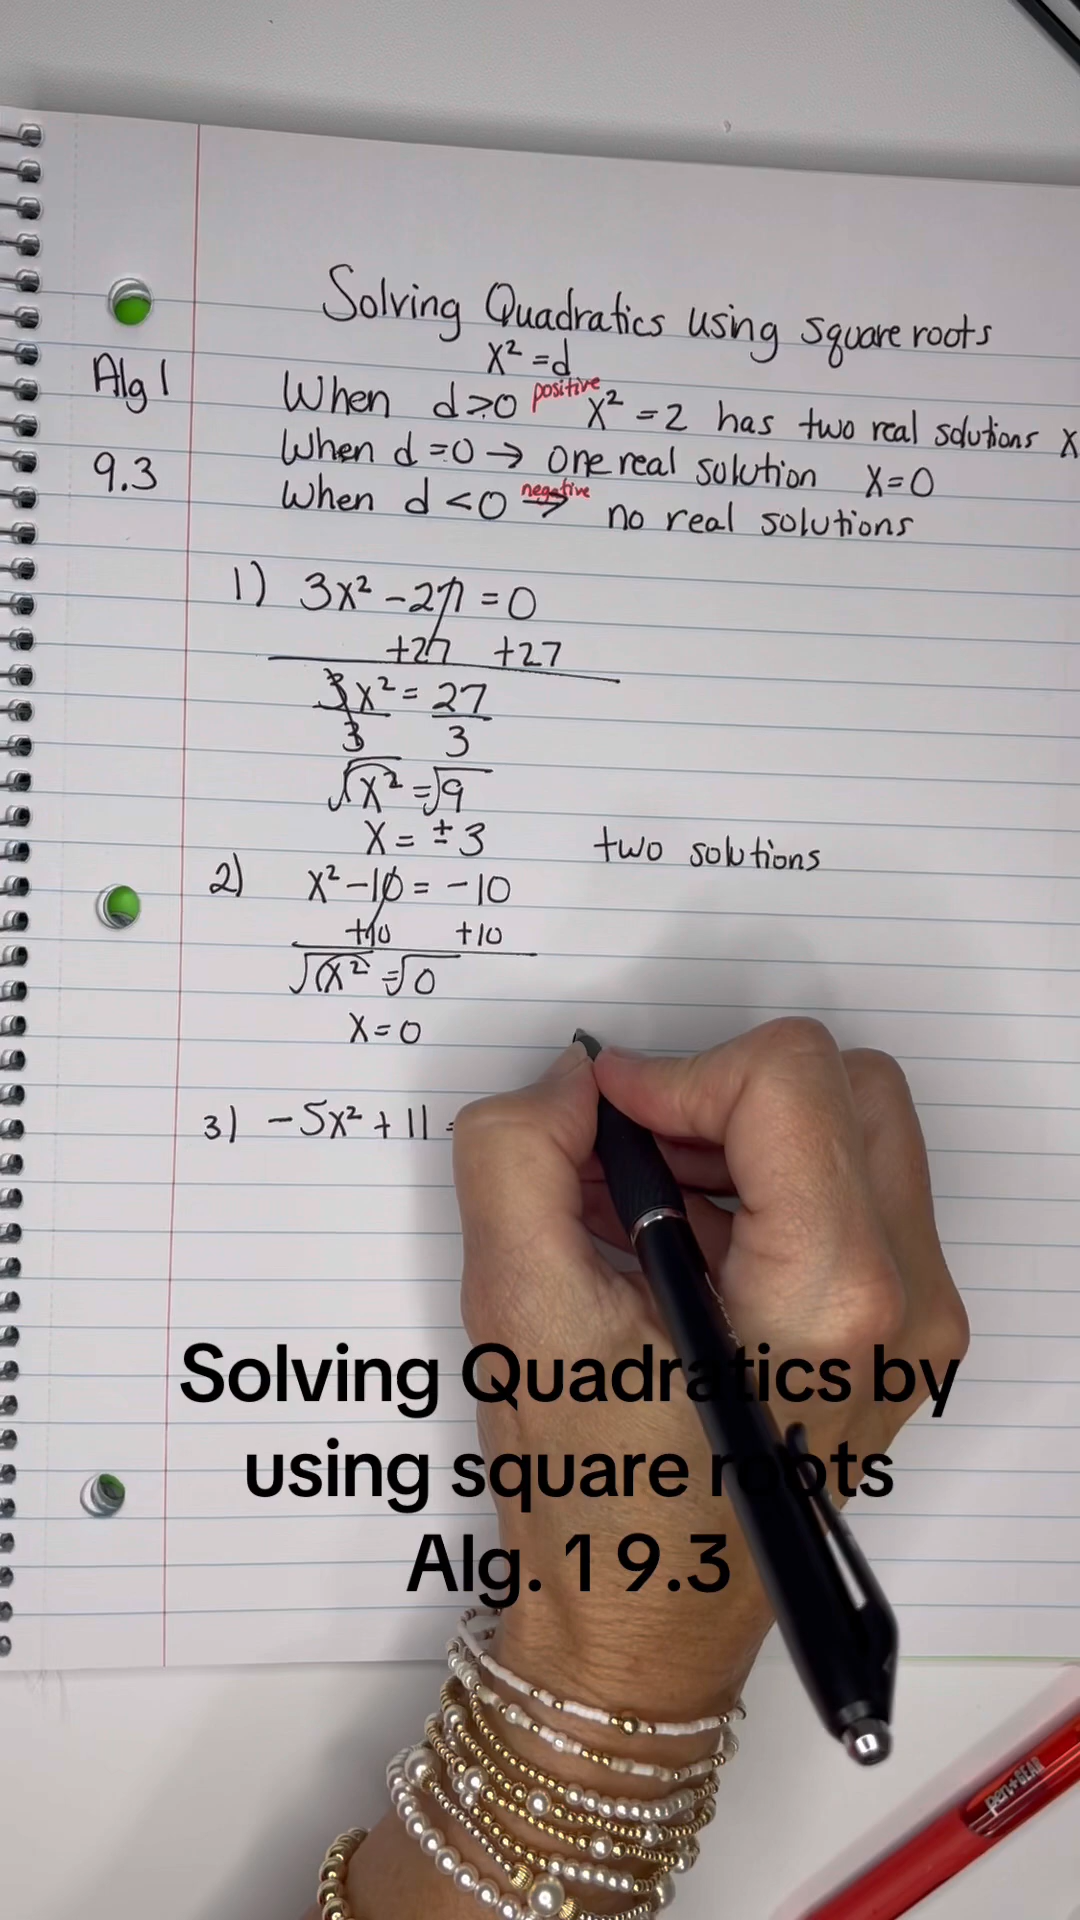 Solving Quadratics using square roots
x² = d
Alg 1
When d>0 positive x² = 2 has two real solutions x
When d=0 → one real solution x=0
9.3
When d<0 negative → no real solutions
1) 3x² - 27 = 0
+27 +27
3x² = 27
3 3
√x² = √9
x = ± 3 two solutions
2) x² - 10 = -10
+10 +10
√x² = √0
x = 0
3) -5x² + 11 =
Solving Quadratics by
using square roots
Alg. 1 9.3
pen+GEAR